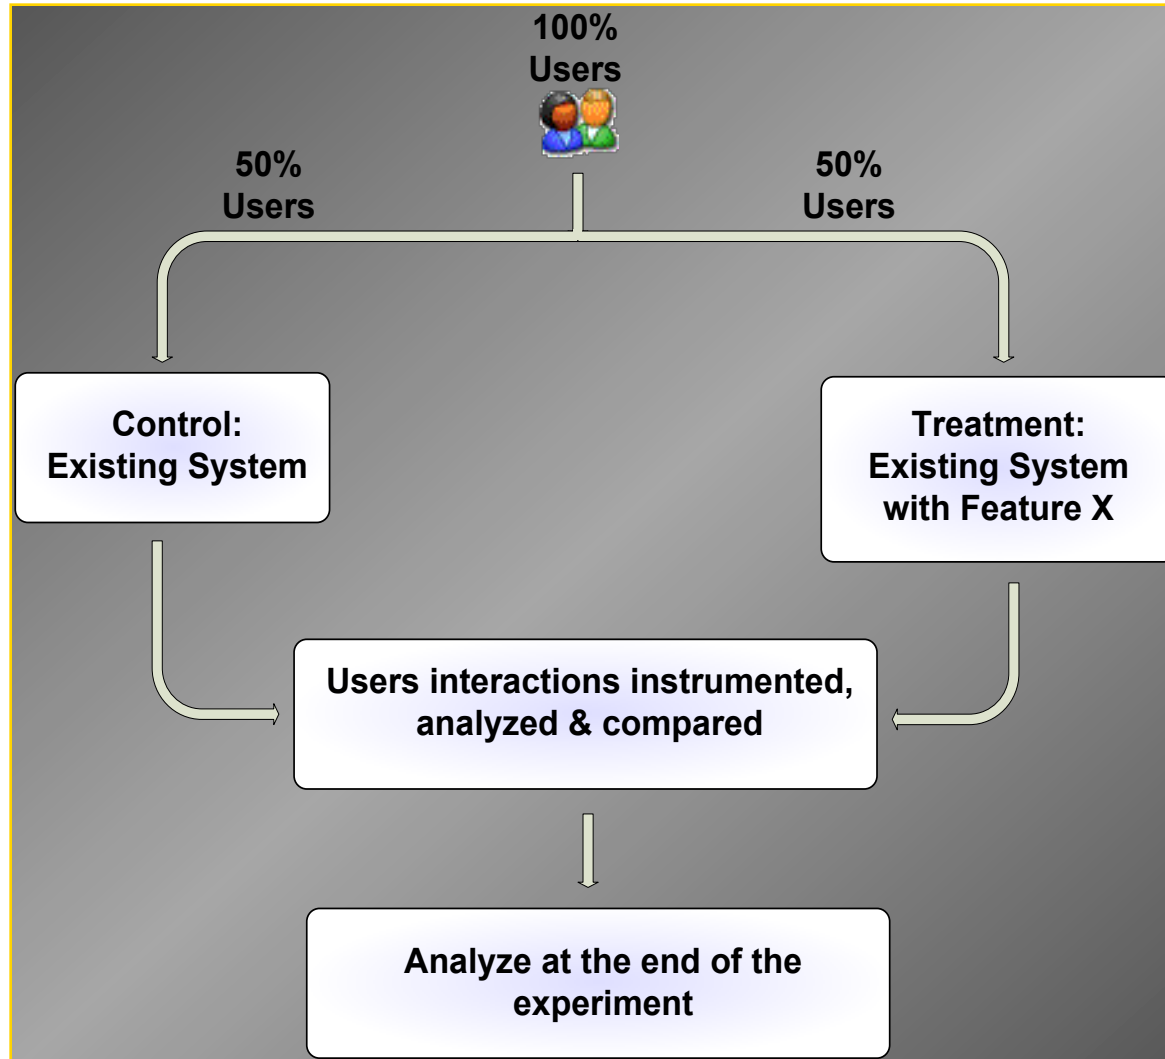 100%
Users
50%
Users
50%
Users
Control:
Existing System
Treatment:
Existing System
with Feature X
Users interactions instrumented,
analyzed & compared
Analyze at the end of the
experiment